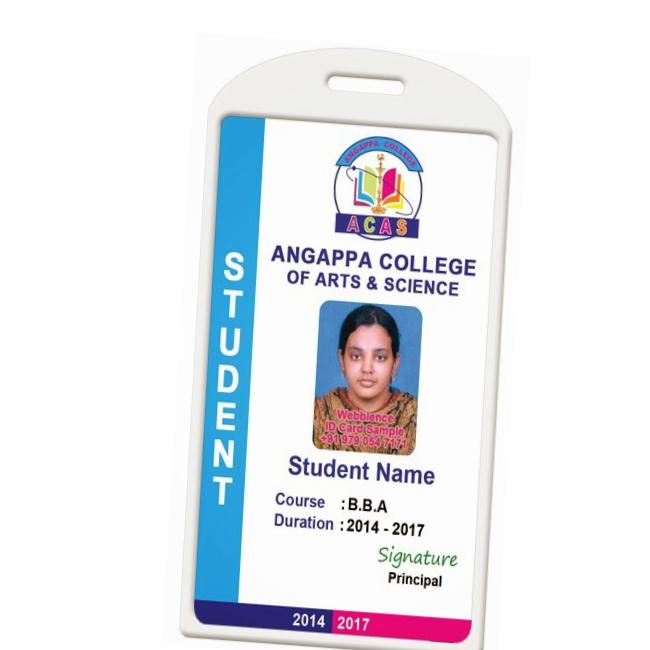 ANGAPPA COLLEGE
ACAS
ANGAPPA COLLEGE
OF ARTS & SCIENCE
STUDENT
Webblence
ID Card Sample
+91 979 054 7171
Student Name
Course : B.B.A
Duration : 2014 - 2017
Signature
Principal
2014 2017